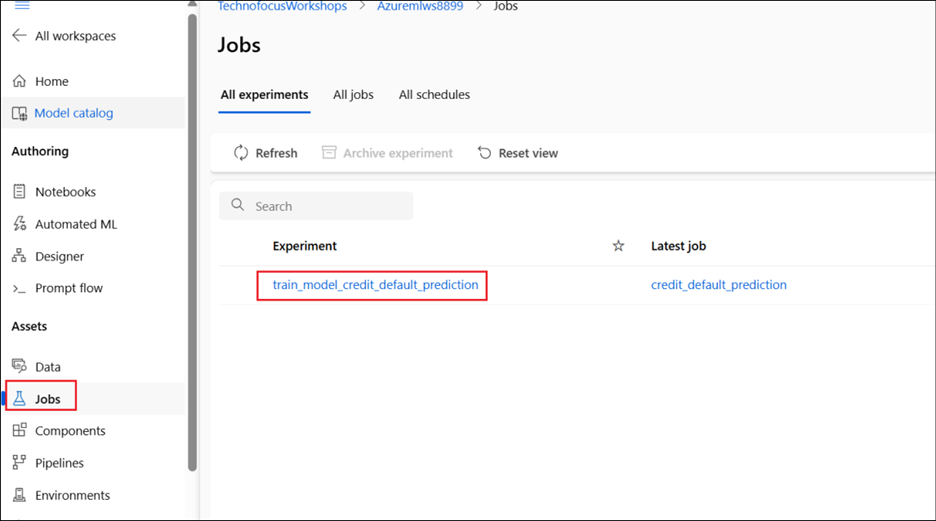 TechnofocusWorkshops > Azuremlws8899 > Jobs
All workspaces
Home
Model catalog
Authoring
Notebooks
Automated ML
Designer
Prompt flow
Assets
Data
Jobs
Components
Pipelines
Environments
Jobs
All experiments All jobs All schedules
Refresh Archive experiment Reset view
Search
Experiment Latest job
train_model_credit_default_prediction credit_default_prediction